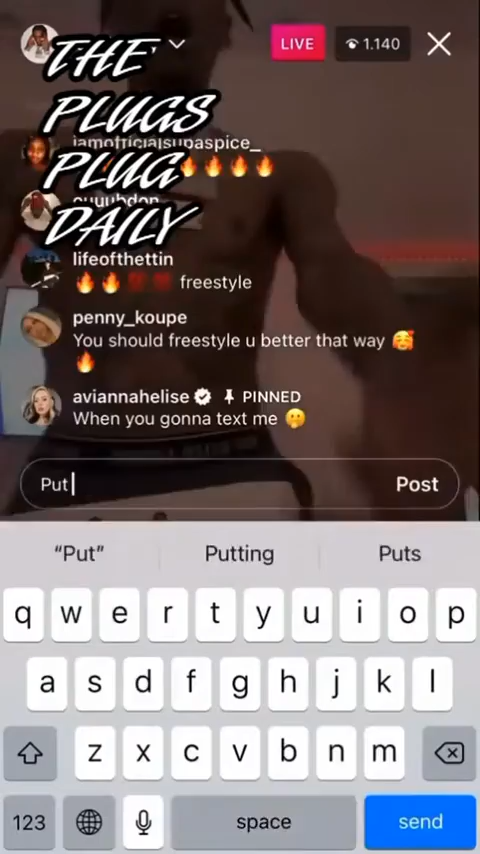 THE
LIVE
1.140
PLUGS
iamofficialsupaspice_
PLUG
DAILY
lifeofthettin
🔥🔥💯💯 freestyle
penny_koupe
You should freestyle u better that way 🥰
🔥
aviannahelise PINNED
When you gonna text me 🤭
Put
Post
“Put”
Putting
Puts
q w e r t y u i o p
a s d f g h j k l
z x c v b n m
123
space
send